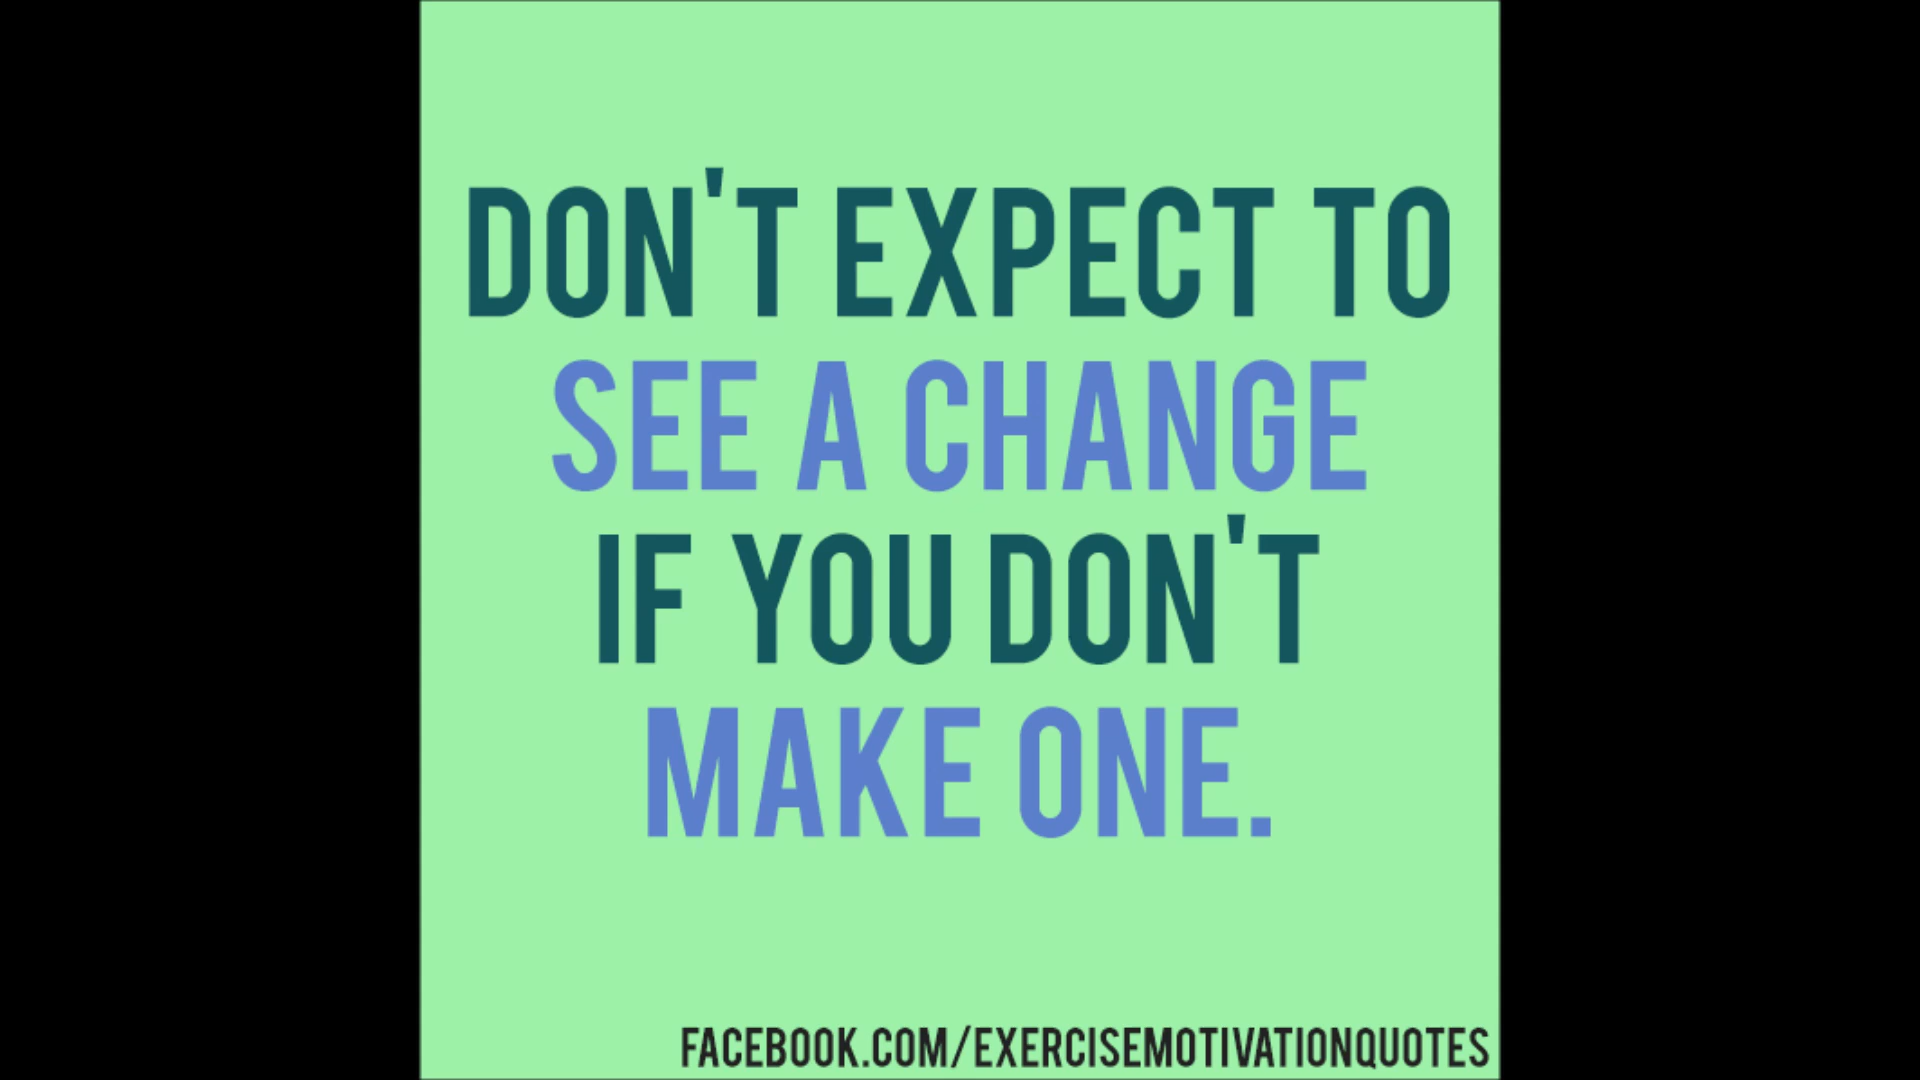 DON'T EXPECT TO
SEE A CHANGE
IF YOU DON'T
MAKE ONE.
FACEBOOK.COM/EXERCISEMOTIVATIONQUOTES